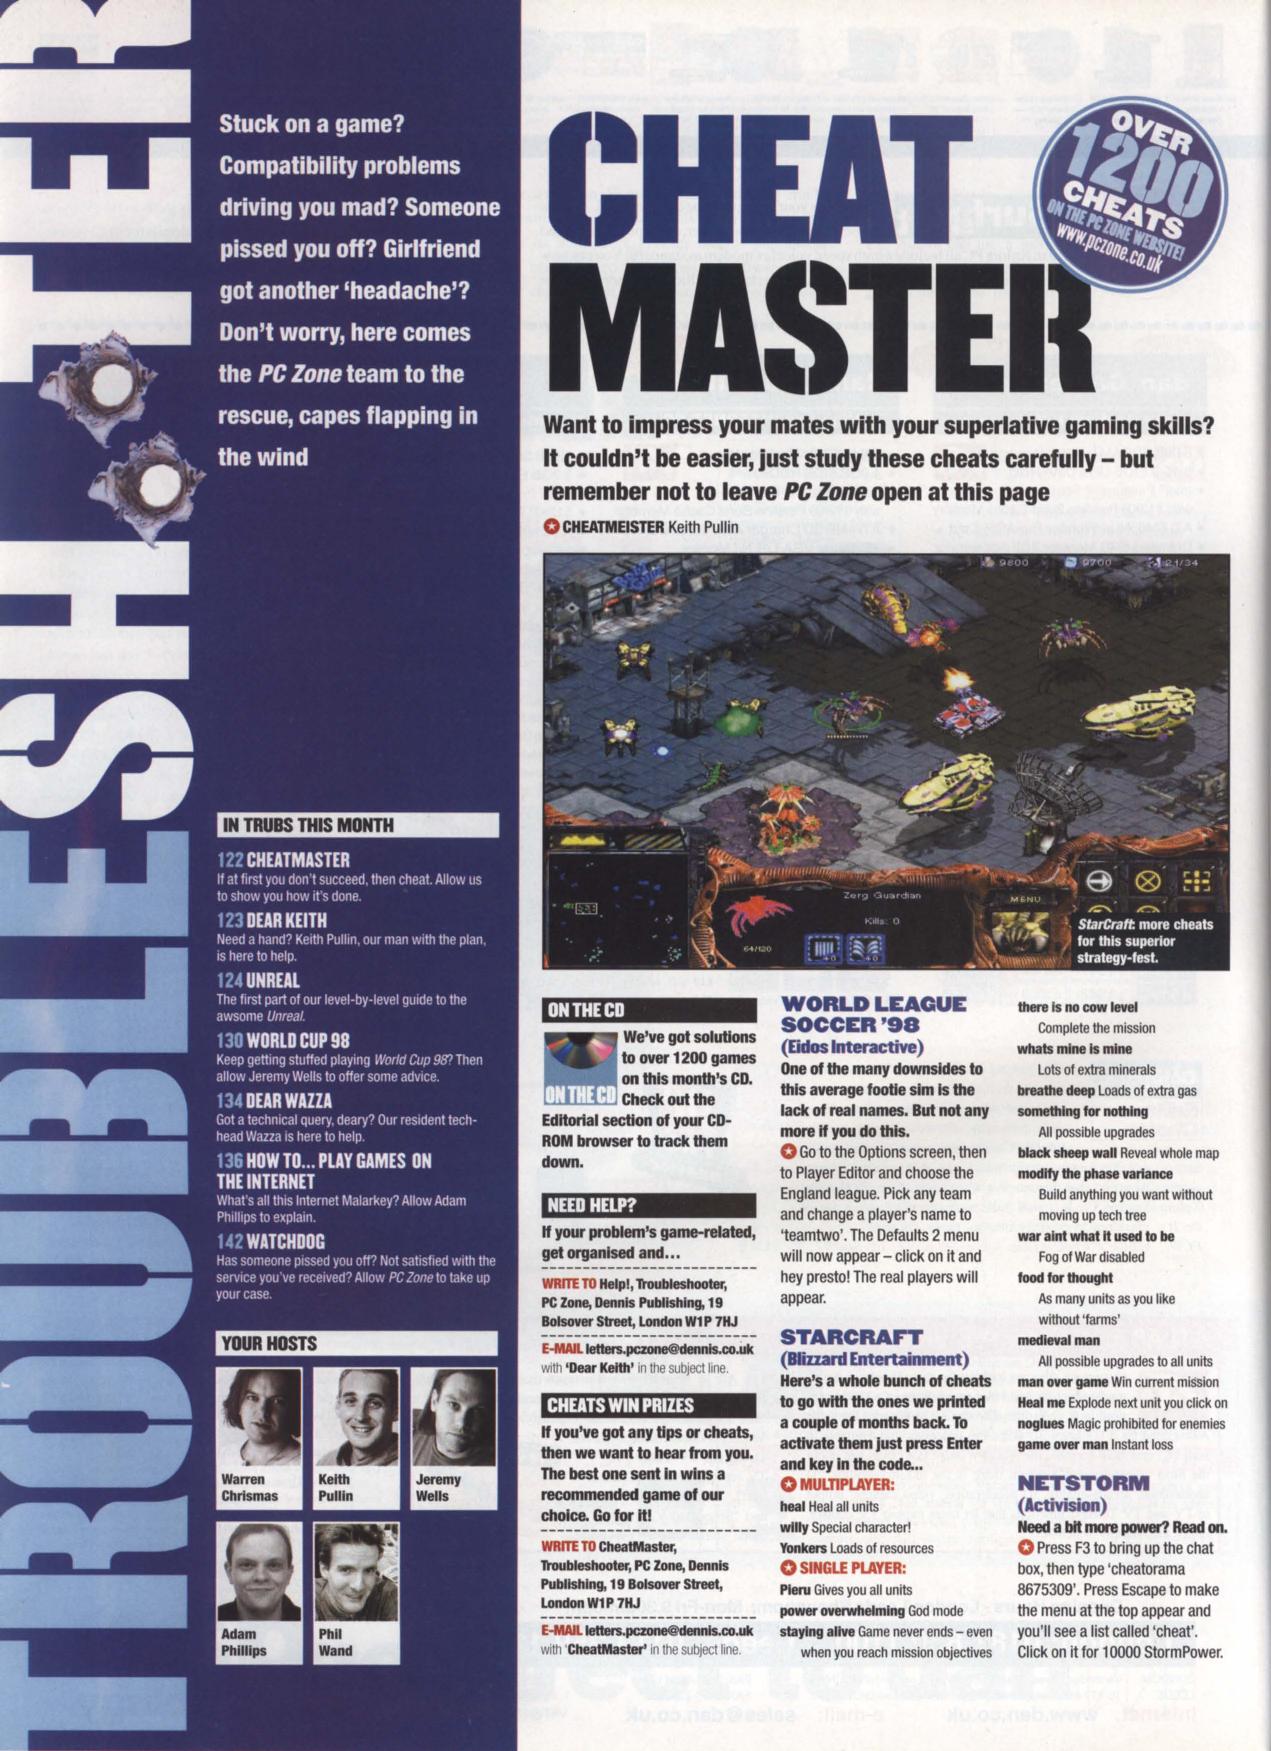 TROUBLESHOOTER
Stuck on a game?
Compatibility problems
driving you mad? Someone
pissed you off? Girlfriend
got another ‘headache’?
Don’t worry, here comes
the PC Zone team to the
rescue, capes flapping in
the wind
IN TRUBS THIS MONTH
122 CHEATMASTER
If at first you don’t succeed, then cheat. Allow us
to show you how it’s done.
123 DEAR KEITH
Need a hand? Keith Pullin, our man with the plan,
is here to help.
124 UNREAL
The first part of our level-by-level guide to the
awsome Unreal.
130 WORLD CUP 98
Keep getting stuffed playing World Cup 98? Then
allow Jeremy Wells to offer some advice.
134 DEAR WAZZA
Got a technical query, deary? Our resident tech-
head Wazza is here to help.
136 HOW TO... PLAY GAMES ON
THE INTERNET
What’s all this Internet Malarkey? Allow Adam
Phillips to explain.
142 WATCHDOG
Has someone pissed you off? Not satisfied with the
service you’ve received? Allow PC Zone to take up
your case.
YOUR HOSTS
Warren
Chrismas
Keith
Pullin
Jeremy
Wells
Adam
Phillips
Phil
Wand
CHEAT
MASTER
OVER
1200
CHEATS
ON THE PC ZONE WEBSITE!
www.pczone.co.uk
Want to impress your mates with your superlative gaming skills?
It couldn’t be easier, just study these cheats carefully – but
remember not to leave PC Zone open at this page
CHEATMEISTER Keith Pullin
9800 9700 21/34
Zerg Guardian
Kills: 0
64/120
MENU
StarCraft: more cheats
for this superior
strategy-fest.
ON THE CD
ON THE CD
We’ve got solutions
to over 1200 games
on this month’s CD.
Check out the
Editorial section of your CD-
ROM browser to track them
down.
NEED HELP?
If your problem’s game-related,
get organised and...
WRITE TO Help!, Troubleshooter,
PC Zone, Dennis Publishing, 19
Bolsover Street, London W1P 7HJ
E-MAIL letters.pczone@dennis.co.uk
with ‘Dear Keith’ in the subject line.
CHEATS WIN PRIZES
If you’ve got any tips or cheats,
then we want to hear from you.
The best one sent in wins a
recommended game of our
choice. Go for it!
WRITE TO CheatMaster,
Troubleshooter, PC Zone, Dennis
Publishing, 19 Bolsover Street,
London W1P 7HJ
E-MAIL letters.pczone@dennis.co.uk
with ‘CheatMaster’ in the subject line.
WORLD LEAGUE
SOCCER ’98
(Eidos Interactive)
One of the many downsides to
this average footie sim is the
lack of real names. But not any
more if you do this.
Go to the Options screen, then
to Player Editor and choose the
England league. Pick any team
and change a player’s name to
‘teamtwo’. The Defaults 2 menu
will now appear – click on it and
hey presto! The real players will
appear.
STARCRAFT
(Blizzard Entertainment)
Here’s a whole bunch of cheats
to go with the ones we printed
a couple of months back. To
activate them just press Enter
and key in the code...
MULTIPLAYER:
heal Heal all units
willy Special character!
Yonkers Loads of resources
SINGLE PLAYER:
Pieru Gives you all units
power overwhelming God mode
staying alive Game never ends – even
when you reach mission objectives
there is no cow level
Complete the mission
whats mine is mine
Lots of extra minerals
breathe deep Loads of extra gas
something for nothing
All possible upgrades
black sheep wall Reveal whole map
modify the phase variance
Build anything you want without
moving up tech tree
war aint what it used to be
Fog of War disabled
food for thought
As many units as you like
without ‘farms’
medieval man
All possible upgrades to all units
man over game Win current mission
Heal me Explode next unit you click on
noglues Magic prohibited for enemies
game over man Instant loss
NETSTORM
(Activision)
Need a bit more power? Read on.
Press F3 to bring up the chat
box, then type ‘cheatorama
8675309’. Press Escape to make
the menu at the top appear and
you’ll see a list called ‘cheat’.
Click on it for 10000 StormPower.